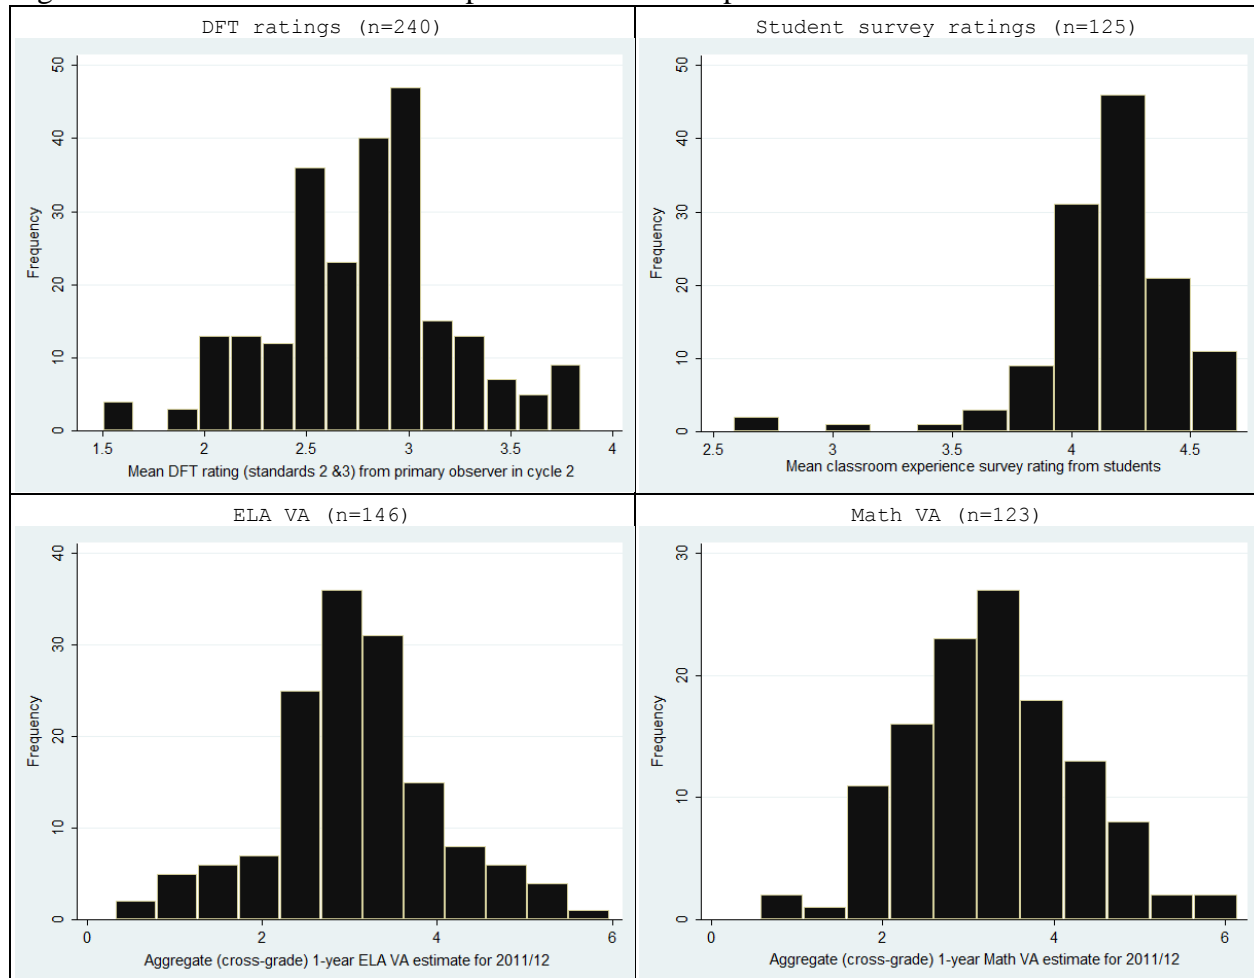 DFT ratings (n=240)
50
40
30
20
10
0
Frequency
1.5 2 2.5 3 3.5 4
Mean DFT rating (standards 2 &3) from primary observer in cycle 2
Student survey ratings (n=125)
50
40
30
20
10
0
Frequency
2.5 3 3.5 4 4.5
Mean classroom experience survey rating from students
ELA VA (n=146)
40
30
20
10
0
Frequency
0 2 4 6
Aggregate (cross-grade) 1-year ELA VA estimate for 2011/12
Math VA (n=123)
30
20
10
0
Frequency
0 2 4 6
Aggregate (cross-grade) 1-year Math VA estimate for 2011/12